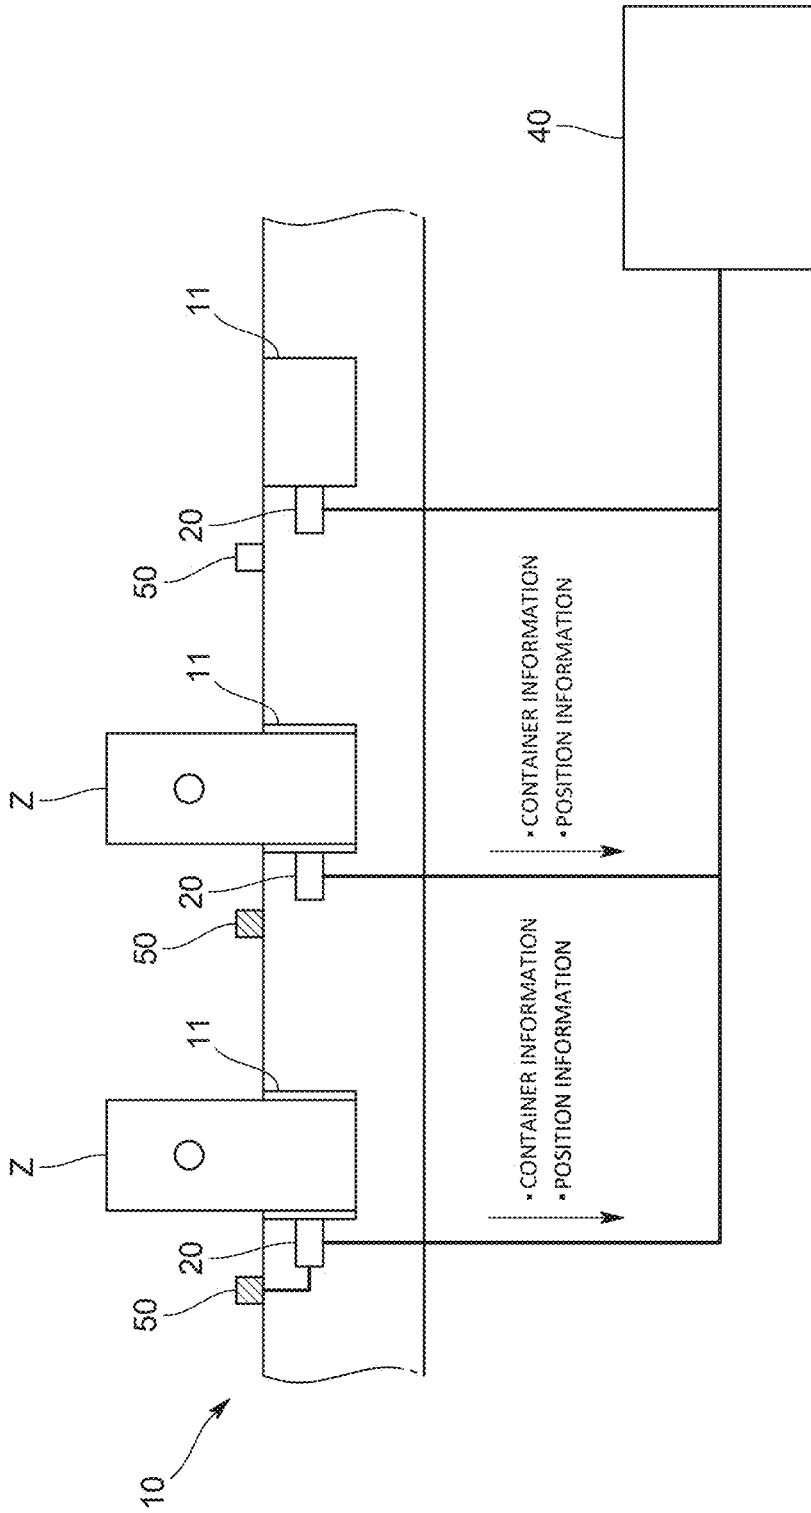 Z
Z
10
50
50
50
20
11
20
11
20
11
40
• CONTAINER INFORMATION
• POSITION INFORMATION
• CONTAINER INFORMATION
• POSITION INFORMATION